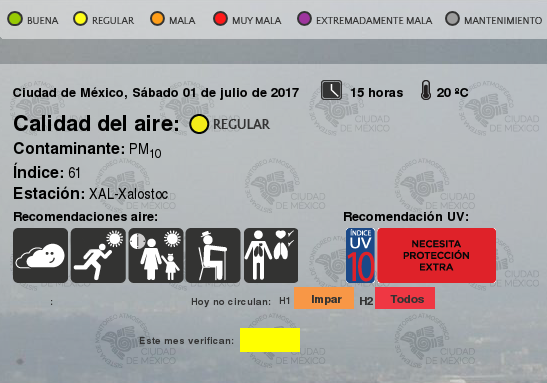 BUENA REGULAR MALA MUY MALA EXTREMADAMENTE MALA MANTENIMIENTO
Ciudad de México, Sábado 01 de julio de 2017 15 horas 20 ºC
Calidad del aire: REGULAR
Contaminante: PM10
Índice: 61
Estación: XAL-Xalostoc
Recomendaciones aire: Recomendación UV:
ÍNDICE
UV
10
NECESITA
PROTECCIÓN
EXTRA
: Hoy no circulan: H1 Impar H2 Todos
Este mes verifican:
CIUDAD
DE MÉXICO